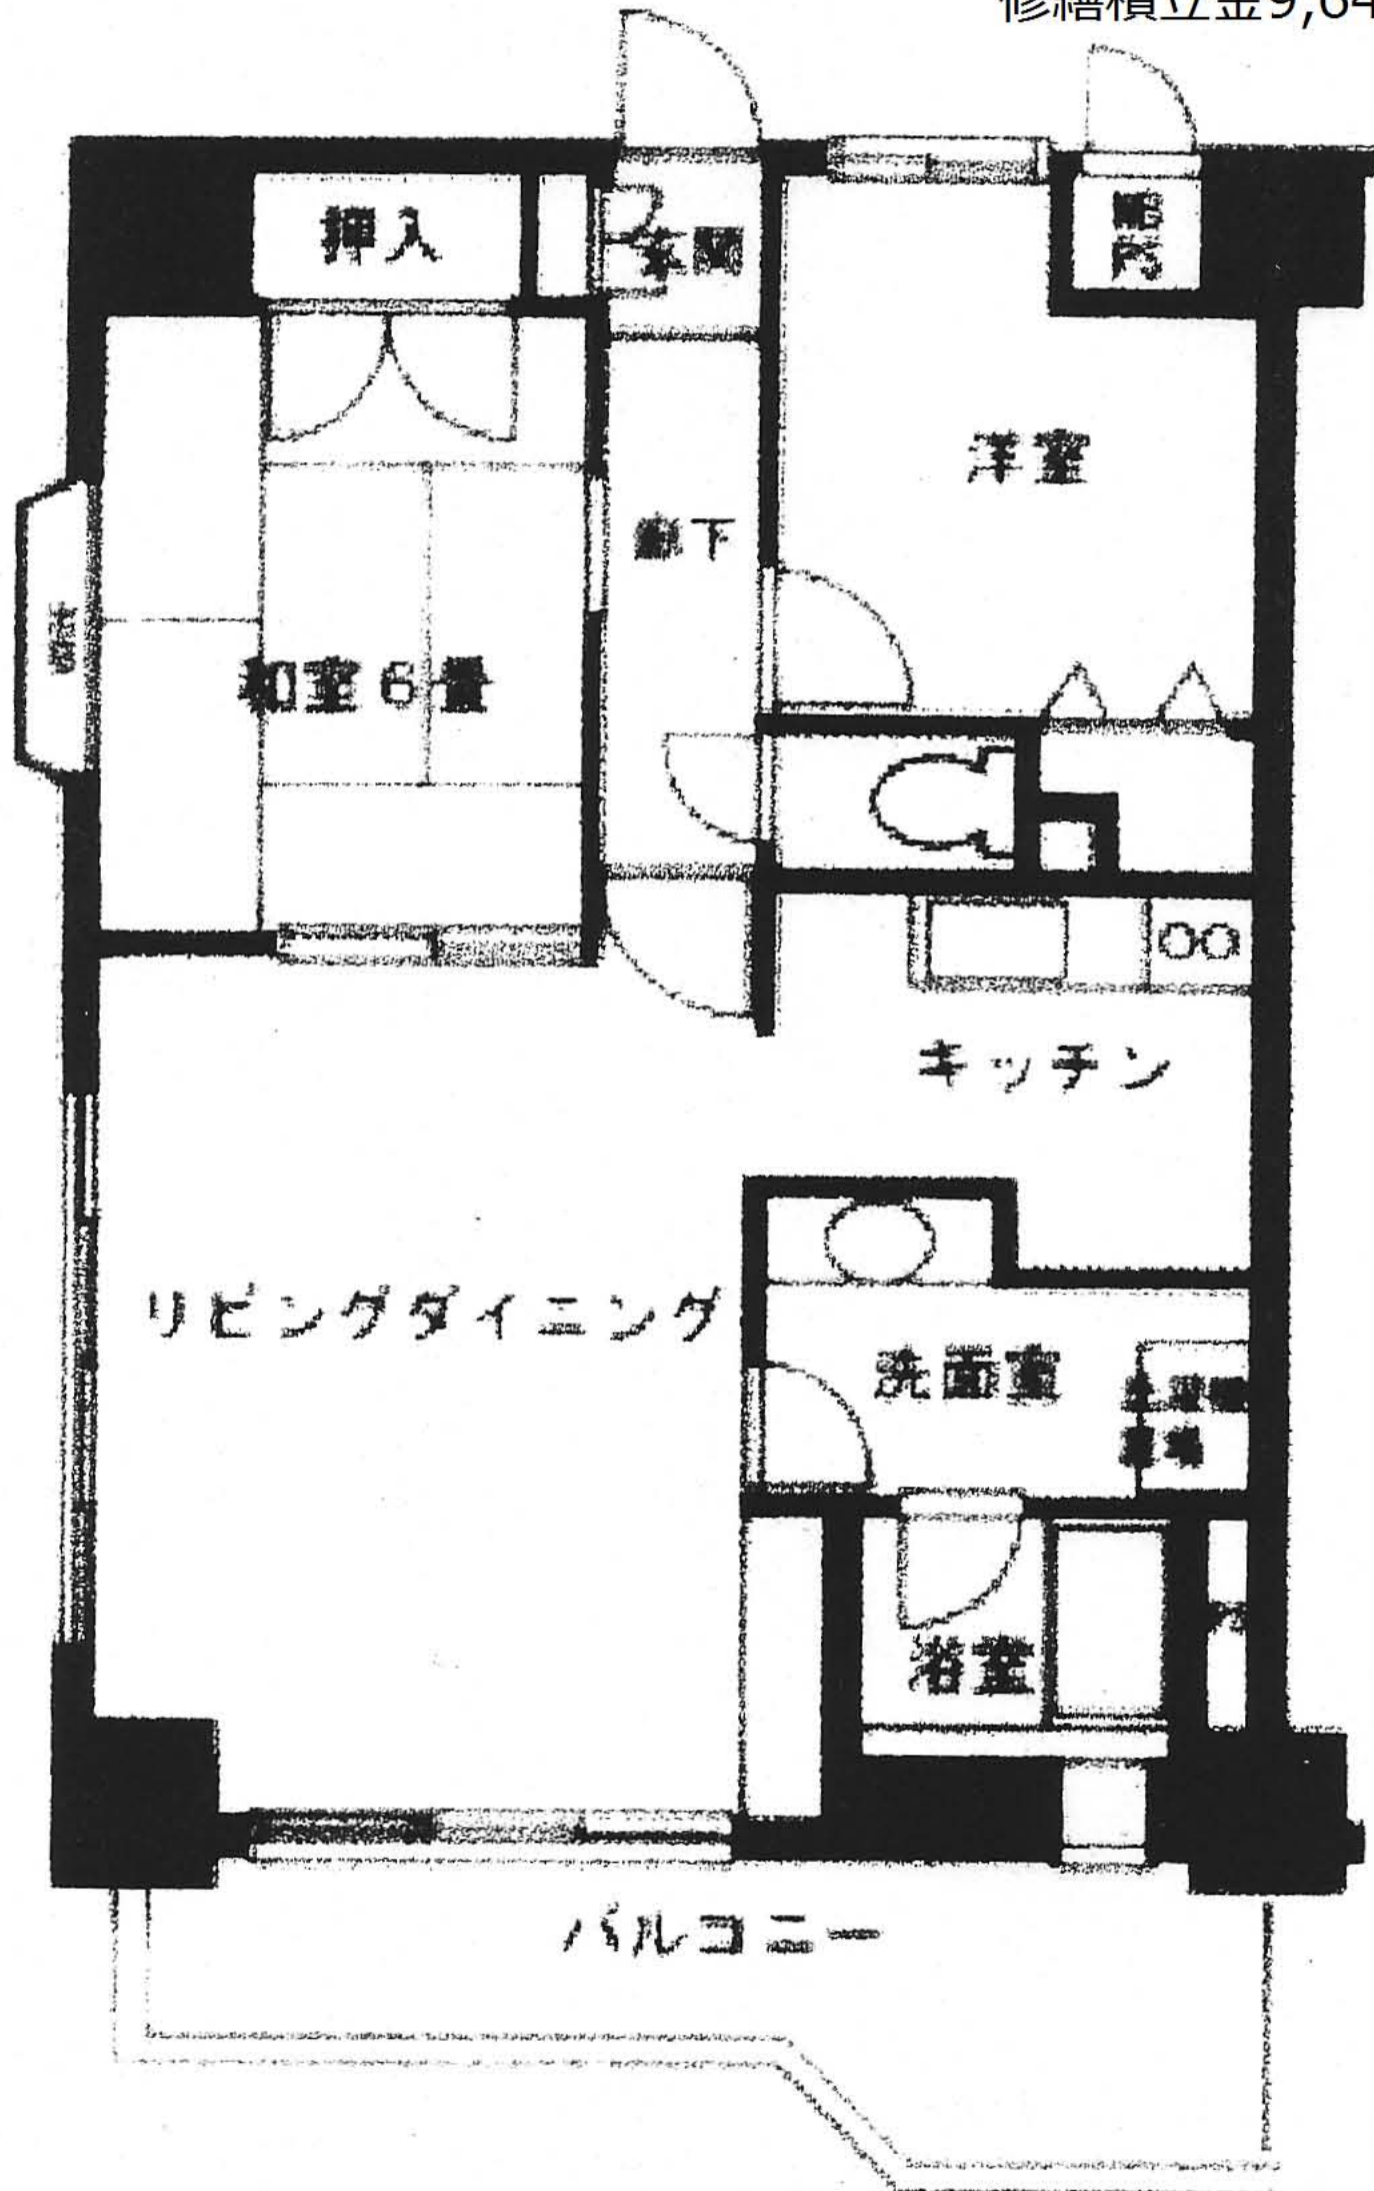 修繕積立金9,64
押入
玄関
洋室
廊下
和室6畳
キッチン
リビングダイニング
洗面室
浴室
バルコニー